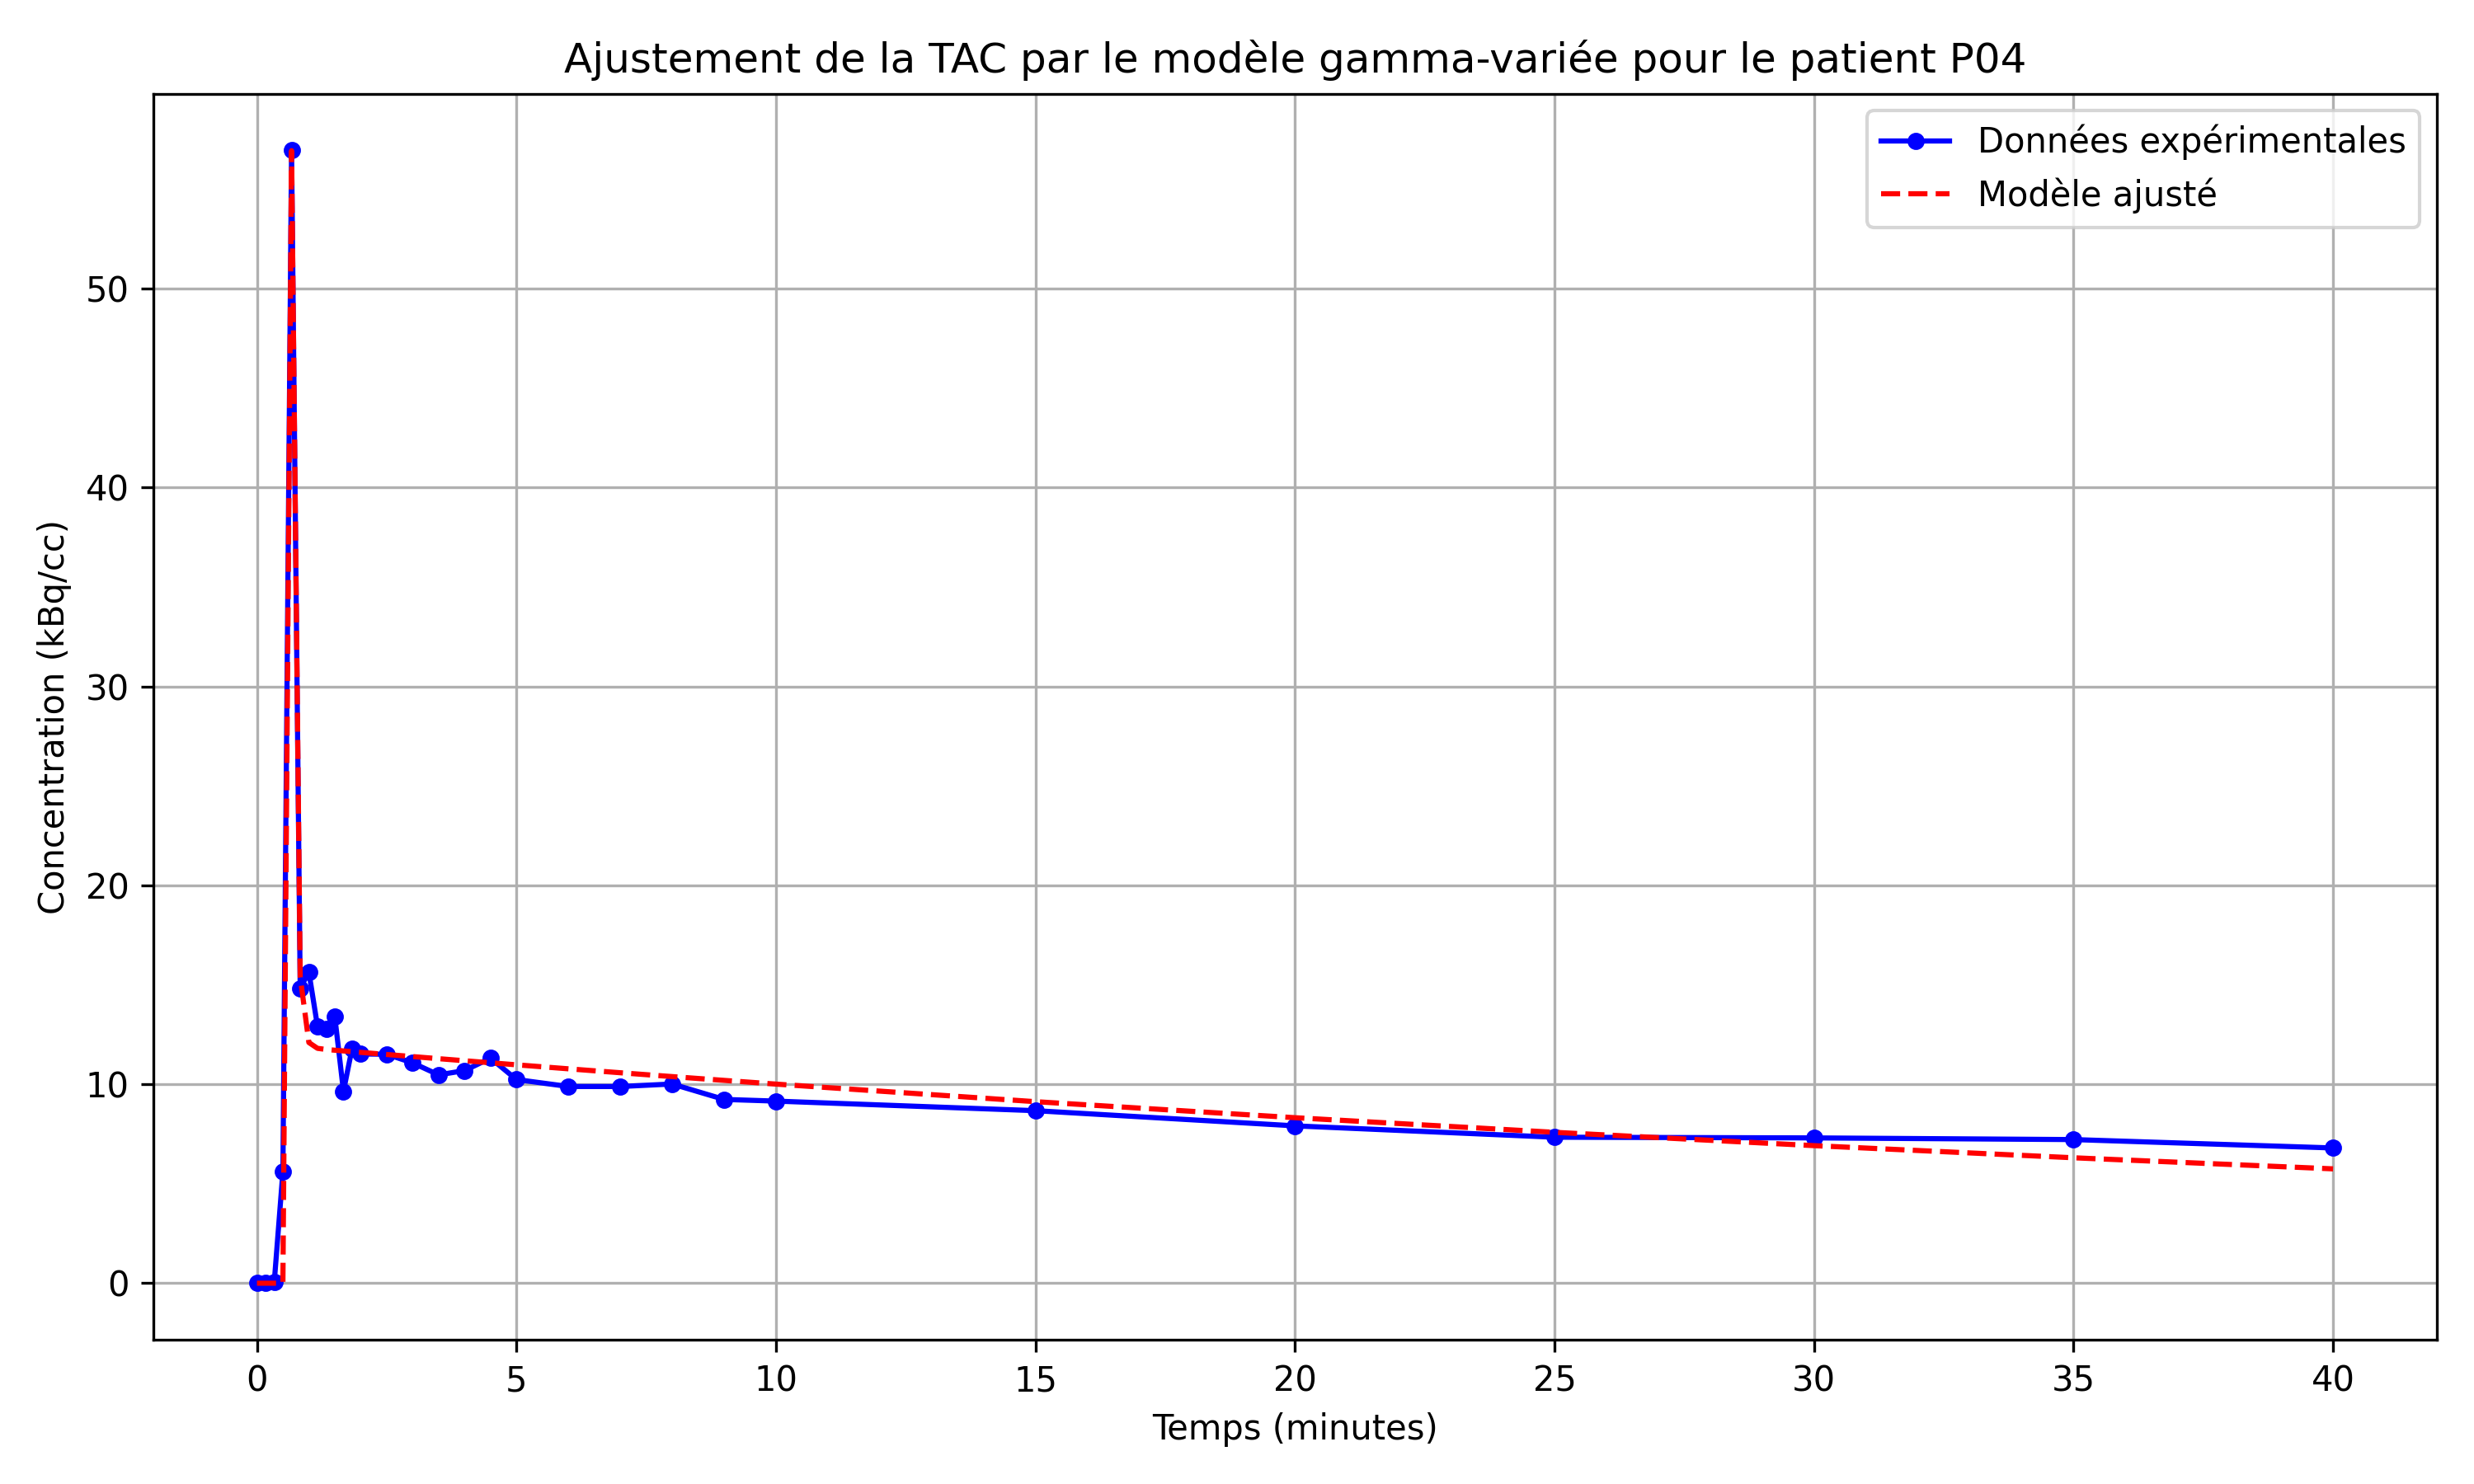 Ajustement de la TAC par le modèle gamma-variée pour le patient P04
Données expérimentales
Modèle ajusté
Concentration (kBq/cc)
50
40
30
20
10
0
0 5 10 15 20 25 30 35 40
Temps (minutes)